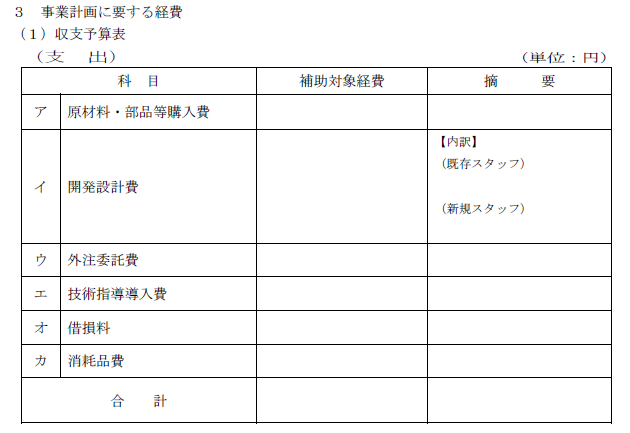 3　事業計画に要する経費
（1）収支予算表
（支　出）　（単位：円）
科　目　補助対象経費　摘　要
ア　原材料・部品等購入費
イ　開発設計費　【内訳】
（既存スタッフ）
（新規スタッフ）
ウ　外注委託費
エ　技術指導導入費
オ　借損料
カ　消耗品費
合　計